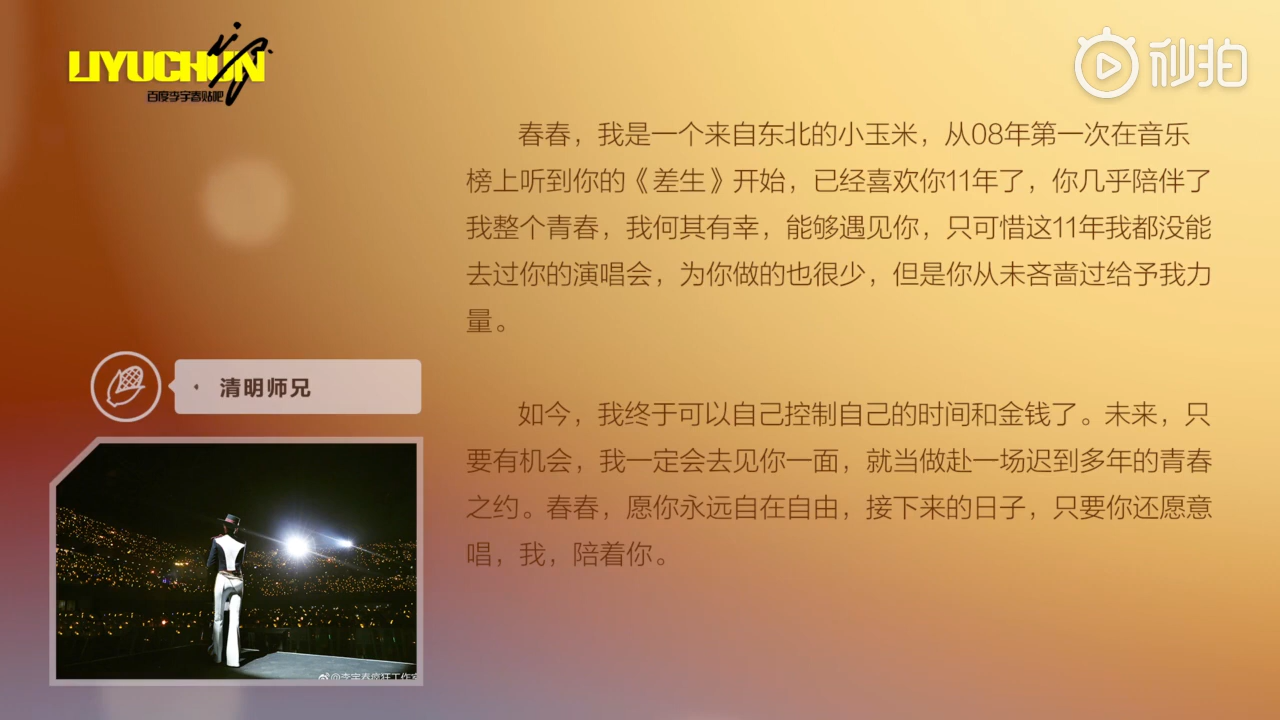 LIYUCHUN
百度李宇春贴吧
秒拍
春春，我是一个来自东北的小玉米，从08年第一次在音乐
榜上听到你的《差生》开始，已经喜欢你11年了，你几乎陪伴了
我整个青春，我何其有幸，能够遇见你，只可惜这11年我都没能
去过你的演唱会，为你做的也很少，但是你从未吝啬过给予我力
量。
清明师兄
如今，我终于可以自己控制自己的时间和金钱了。未来，只
要有机会，我一定会去见你一面，就当做赴一场迟到多年的青春
之约。春春，愿你永远自在自由，接下来的日子，只要你还愿意
唱，我，陪着你。
@李宇春疯狂工作室